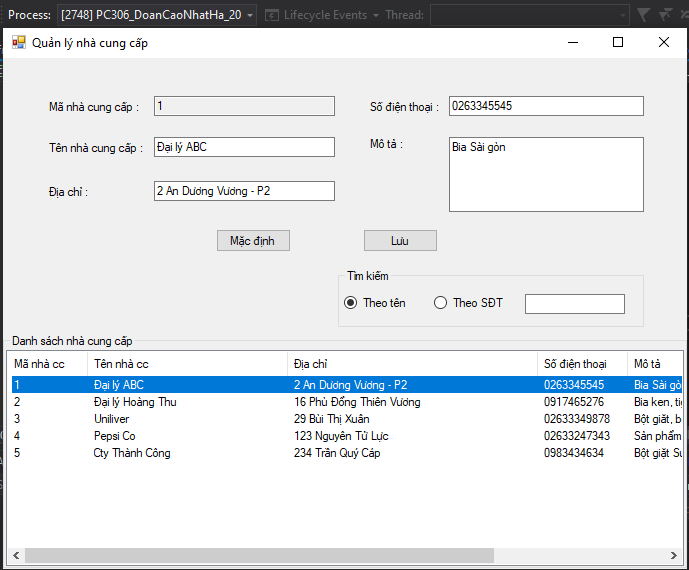 Process: [2748] PC306_DoanCaoNhatHa_20 Lifecycle Events Thread:
Quản lý nhà cung cấp
Mã nhà cung cấp : 1 Số điện thoại : 0263345545
Tên nhà cung cấp : Đại lý ABC Mô tả : Bia Sài gòn
Địa chỉ : 2 An Dương Vương - P2
Mặc định Lưu
Tìm kiếm
Theo tên Theo SĐT
Danh sách nhà cung cấp
Mã nhà cc Tên nhà cc Địa chỉ Số điện thoại Mô tả
1 Đại lý ABC 2 An Dương Vương - P2 0263345545 Bia Sài gò
2 Đại lý Hoàng Thu 16 Phù Đổng Thiên Vương 0917465276 Bia ken, tig
3 Uniliver 29 Bùi Thị Xuân 02633349878 Bột giăt, b
4 Pepsi Co 123 Nguyên Tử Lực 02633247343 Sản phẩm
5 Cty Thành Công 234 Trần Quý Cáp 0983434634 Bột giặt Su